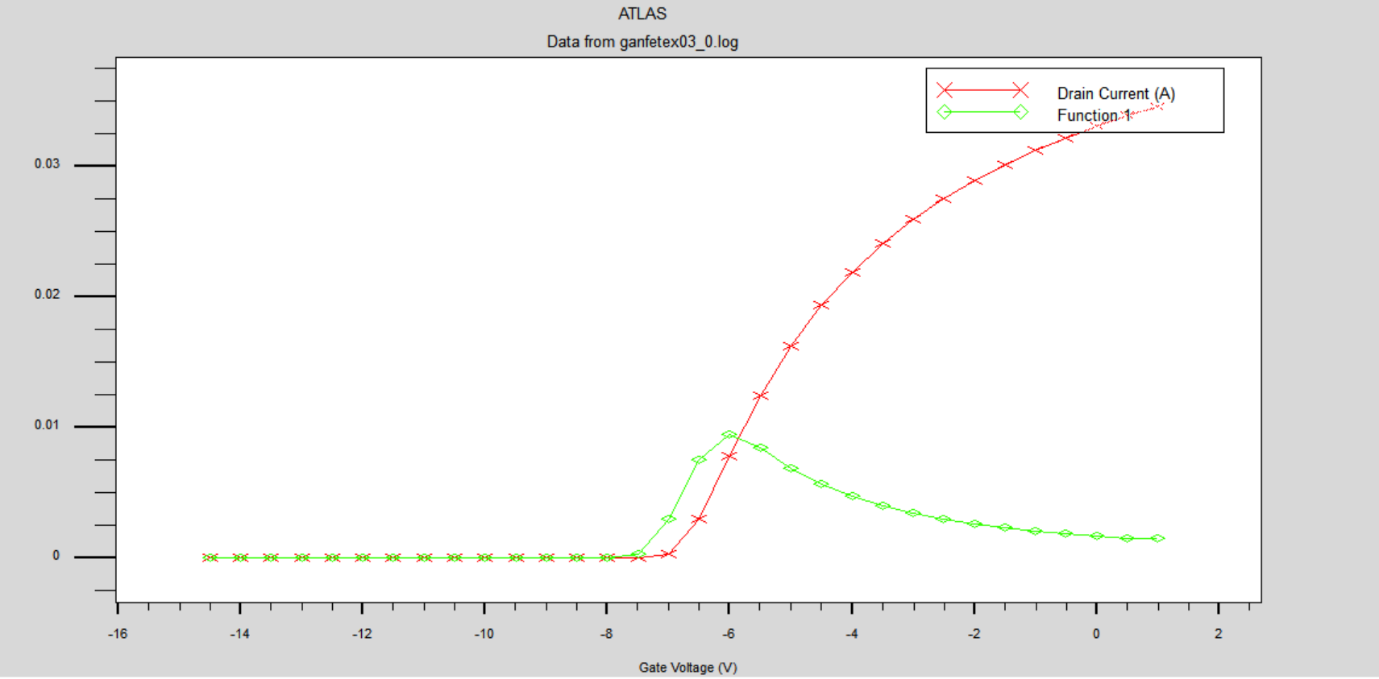 ATLAS
Data from ganfetex03_0.log
Drain Current (A)
Function 1
0.03
0.02
0.01
0
-16 -14 -12 -10 -8 -6 -4 -2 0 2
Gate Voltage (V)